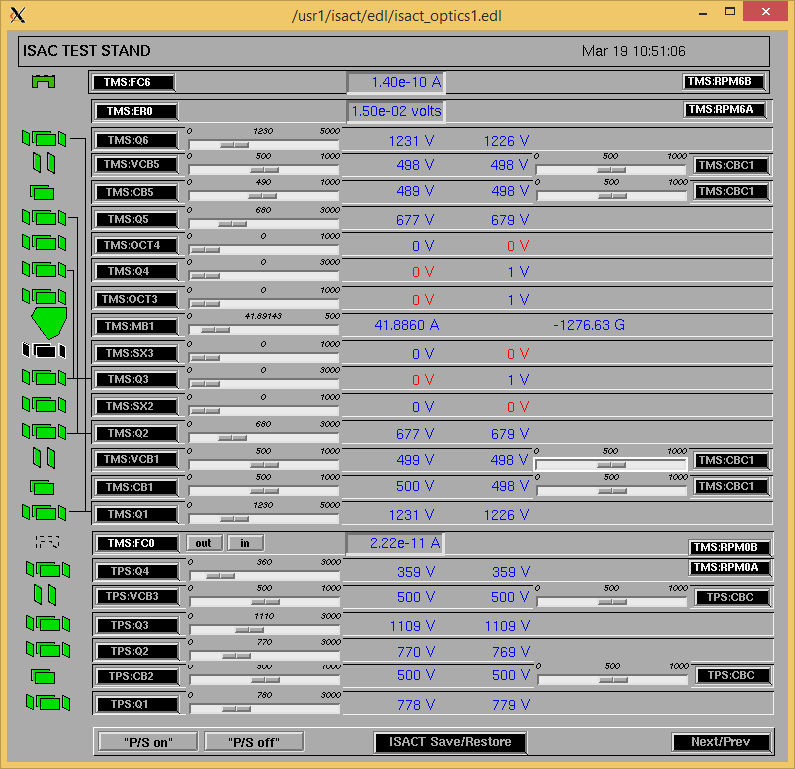 /usr1/isact/edl/isact_optics1.edl
ISAC TEST STAND Mar 19 10:51:06
TMS:FC6 1.40e-10 A TMS:RPM6B
TMS:ER0 1.50e-02 volts TMS:RPM6A
TMS:Q6 0 1230 5000 1231 V 1226 V
TMS:VCB5 0 500 1000 498 V 498 V 0 500 1000 TMS:CBC1
TMS:CB5 0 490 1000 489 V 498 V 0 500 1000 TMS:CBC1
TMS:Q5 0 680 3000 677 V 679 V
TMS:OCT4 0 0 1000 0 V 0 V
TMS:Q4 0 0 3000 0 V 1 V
TMS:OCT3 0 0 1000 0 V 1 V
TMS:MB1 0 41.89143 500 41.8860 A -1276.63 G
TMS:SX3 0 0 1000 0 V 0 V
TMS:Q3 0 0 3000 0 V 1 V
TMS:SX2 0 0 1000 0 V 0 V
TMS:Q2 0 680 3000 677 V 679 V
TMS:VCB1 0 500 1000 499 V 498 V 0 500 1000 TMS:CBC1
TMS:CB1 0 500 1000 500 V 498 V 0 500 1000 TMS:CBC1
TMS:Q1 0 1230 5000 1231 V 1226 V
TMS:FC0 out in 2.22e-11 A TMS:RPM0B
TMS:RPM0A
TPS:Q4 0 360 3000 359 V 359 V
TPS:VCB3 0 500 1000 500 V 500 V 0 500 1000 TPS:CBC
TPS:Q3 0 1110 3000 1109 V 1109 V
TPS:Q2 0 770 3000 770 V 769 V
TPS:CB2 0 500 1000 500 V 500 V 0 500 1000 TPS:CBC
TPS:Q1 0 780 3000 778 V 779 V
"P/S on" "P/S off" ISACT Save/Restore Next/Prev